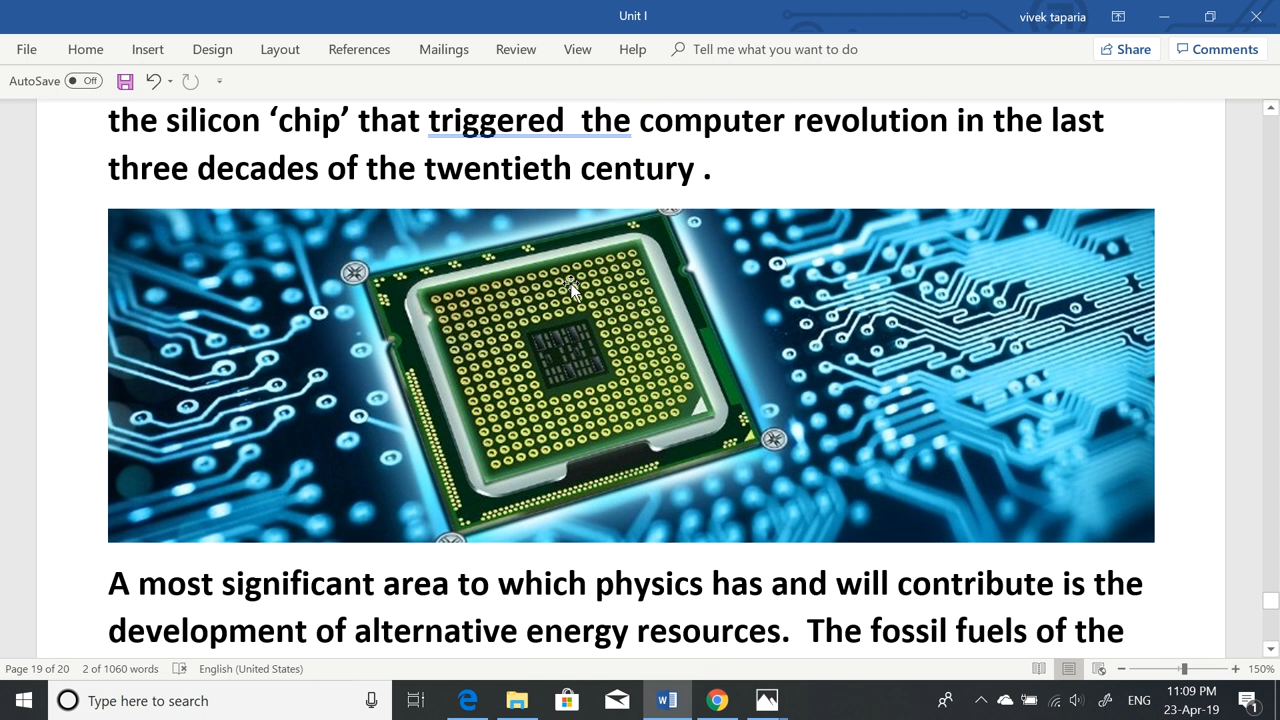 Unit I
vivek taparia
File Home Insert Design Layout References Mailings Review View Help Tell me what you want to do Share Comments
AutoSave Off
the silicon ‘chip’ that triggered  the computer revolution in the last
three decades of the twentieth century .
A most significant area to which physics has and will contribute is the
development of alternative energy resources.  The fossil fuels of the
Page 19 of 20 2 of 1060 words English (United States) 150%
Type here to search
ENG
11:09 PM
23-Apr-19
1